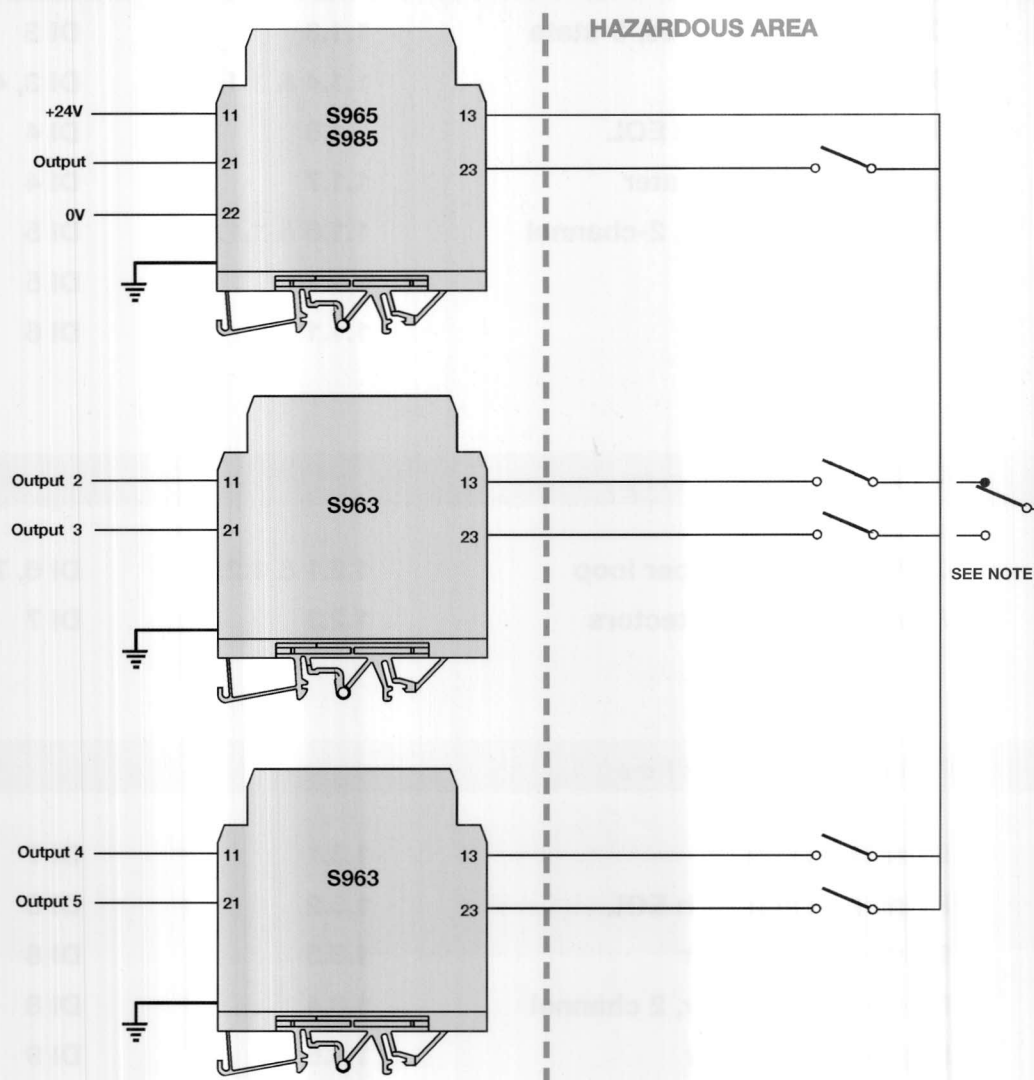 HAZARDOUS AREA
S965
S985
+24V
11
13
Output
21
23
0V
22
S963
Output 2
11
13
Output 3
21
23
SEE NOTE
S963
Output 4
11
13
Output 5
21
23